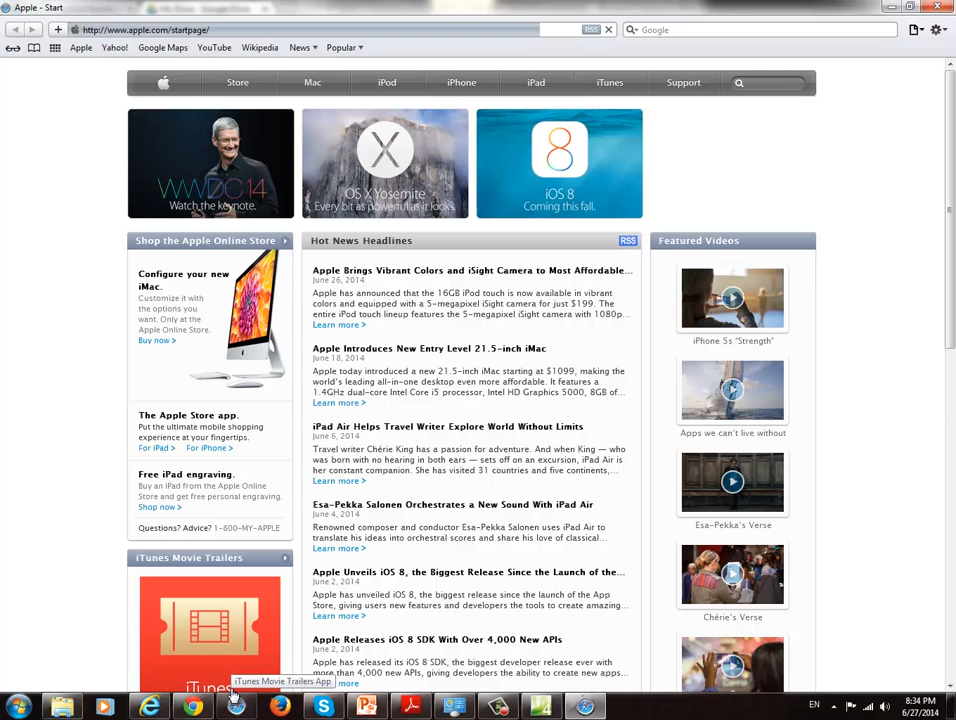 Apple - Start
http://www.apple.com/startpage/
RSS
Google
Apple
Yahoo!
Google Maps
YouTube
Wikipedia
News
Popular
Store
Mac
iPod
iPhone
iPad
iTunes
Support
WWDC14
Watch the keynote.
OS X Yosemite
Every bit as powerful as it looks.
8
iOS 8
Coming this fall.
Shop the Apple Online Store
Configure your new
iMac.
Customize it with
the options you
want. Only at the
Apple Online Store.
Buy now >
The Apple Store app.
Put the ultimate mobile shopping
experience at your fingertips.
For iPad >
For iPhone >
Free iPad engraving.
Buy an iPad from the Apple Online
Store and get free personal engraving.
Shop now >
Questions? Advice? 1-800-MY-APPLE
iTunes Movie Trailers
iTunes
iTunes Movie Trailers App
Hot News Headlines
RSS
Apple Brings Vibrant Colors and iSight Camera to Most Affordable...
June 26, 2014
Apple has announced that the 16GB iPod touch is now available in vibrant
colors and equipped with a 5-megapixel iSight camera for just $199. The
entire iPod touch lineup features the 5-megapixel iSight camera with 1080p...
Learn more >
Apple Introduces New Entry Level 21.5-inch iMac
June 18, 2014
Apple today introduced a new 21.5-inch iMac starting at $1099, making the
world's leading all-in-one desktop even more affordable. It features a
1.4GHz dual-core Intel Core i5 processor, Intel HD Graphics 5000, 8GB of...
Learn more >
iPad Air Helps Travel Writer Explore World Without Limits
June 6, 2014
Travel writer Chérie King has a passion for adventure. And when King — who
was born with no hearing in both ears — sets off on an excursion, iPad Air is
her constant companion. She has visited 31 countries and five continents,...
Learn more >
Esa-Pekka Salonen Orchestrates a New Sound With iPad Air
June 4, 2014
Renowned composer and conductor Esa-Pekka Salonen uses iPad Air to
translate his ideas into orchestral scores and share his love of classical...
Learn more >
Apple Unveils iOS 8, the Biggest Release Since the Launch of the...
June 2, 2014
Apple has unveiled iOS 8, the biggest release since the launch of the App
Store, giving users new features and developers the tools to create amazing...
Learn more >
Apple Releases iOS 8 SDK With Over 4,000 New APIs
June 2, 2014
Apple has released its iOS 8 SDK, the biggest developer release ever with
more than 4,000 new APIs, giving developers the ability to create new apps...
more >
Featured Videos
iPhone 5s "Strength"
Apps we can't live without
Esa-Pekka's Verse
Chérie's Verse
EN
8:34 PM
6/27/2014